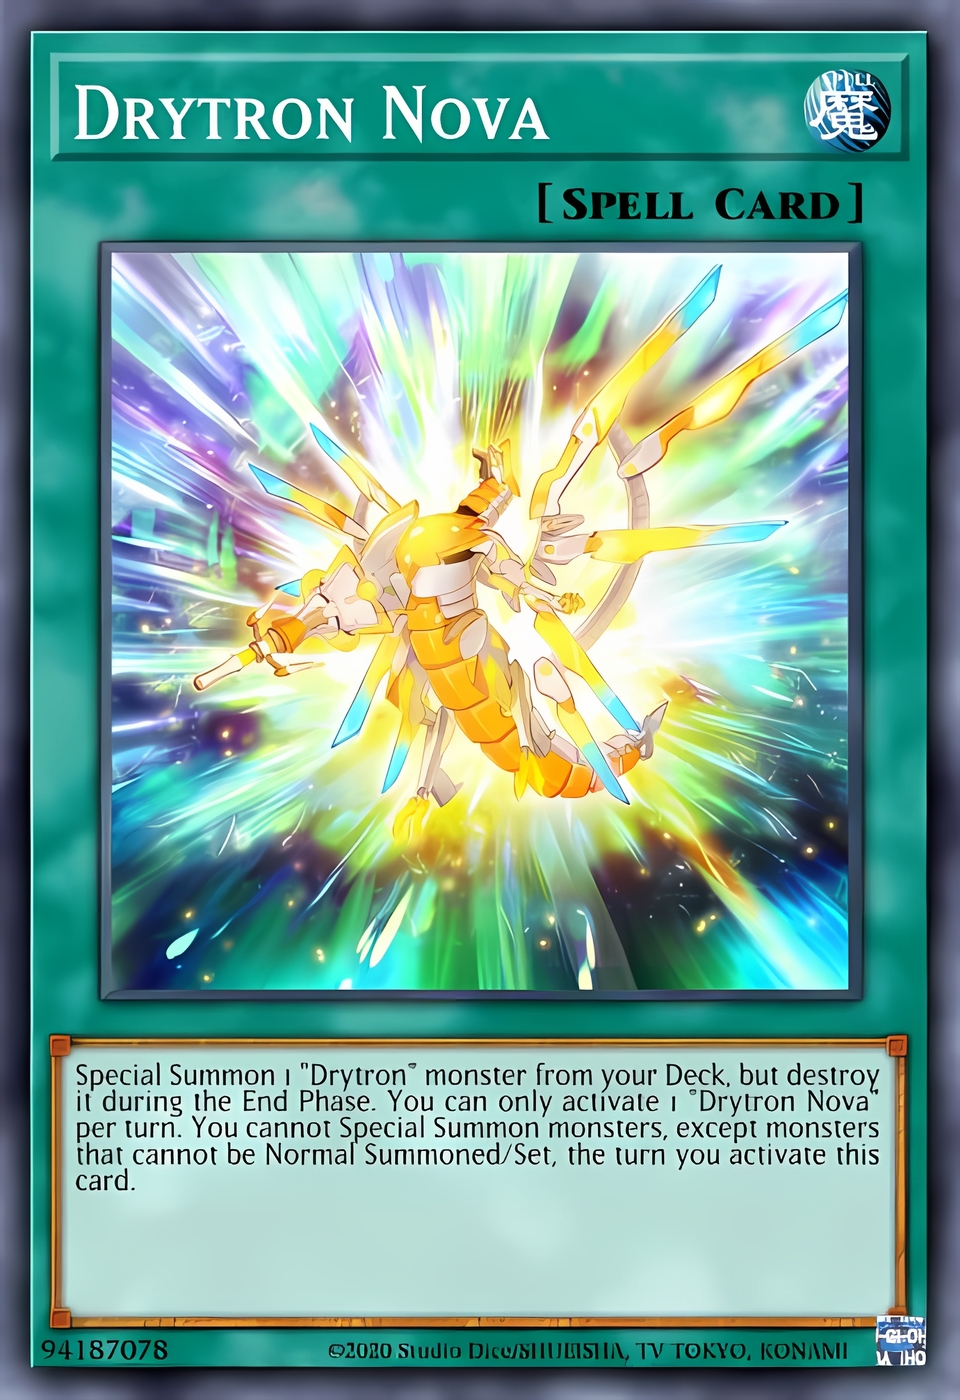 DRYTRON NOVA
魔
[SPELL CARD]
Special Summon 1 "Drytron" monster from your Deck, but destroy
it during the End Phase. You can only activate 1 "Drytron Nova"
per turn. You cannot Special Summon monsters, except monsters
that cannot be Normal Summoned/Set, the turn you activate this
card.
94187078
©2020 Studio Dice/SHUEISHA, TV TOKYO, KONAMI